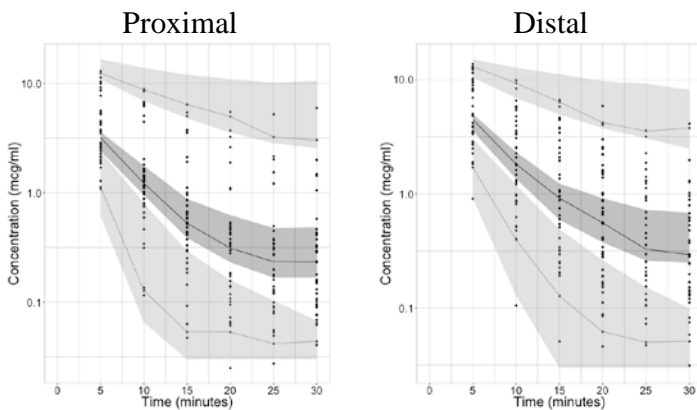 Proximal
Distal
Concentration (mcg/ml)
10.0
1.0
0.1
0 5 10 15 20 25 30
Time (minutes)
Concentration (mcg/ml)
10.0
1.0
0.1
0 5 10 15 20 25 30
Time (minutes)